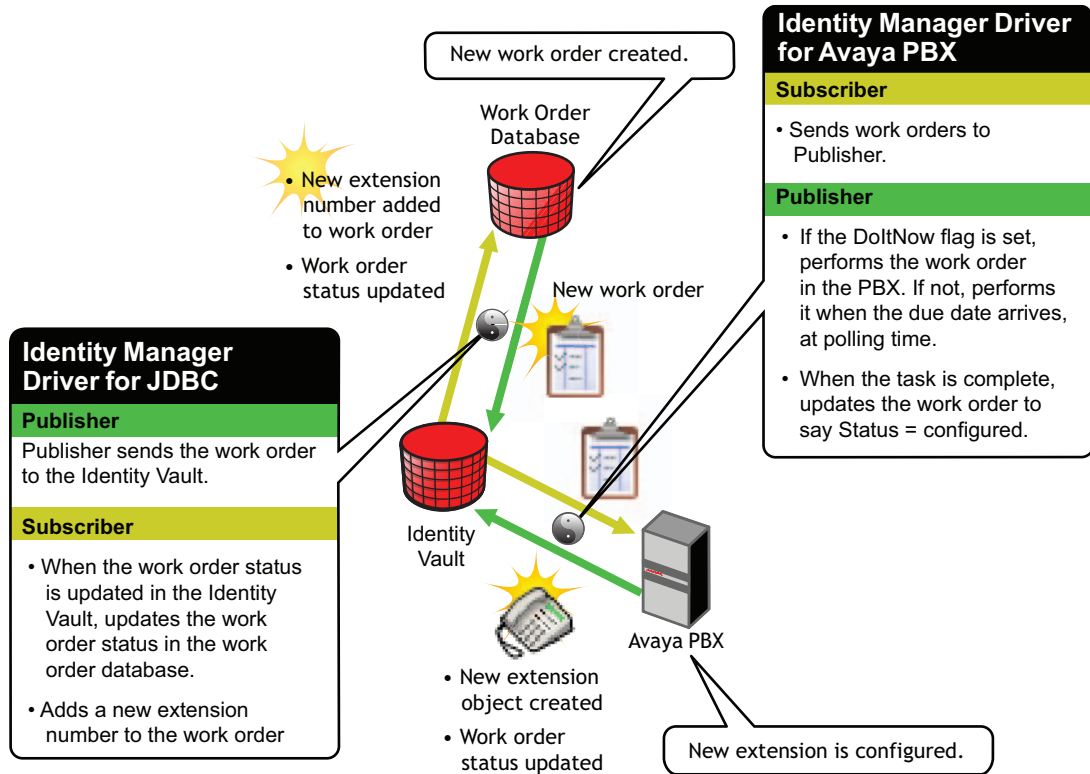 New work order created.
Work Order
Database
• New extension
number added
to work order
• Work order
status updated
New work order
Identity Manager
Driver for JDBC
Publisher
Publisher sends the work order
to the Identity Vault.
Subscriber
• When the work order status
is updated in the Identity
Vault, updates the work
order status in the work
order database.
• Adds a new extension
number to the work order
Identity Manager Driver
for Avaya PBX
Subscriber
• Sends work orders to
Publisher.
Publisher
• If the DoItNow flag is set,
performs the work order
in the PBX. If not, performs
it when the due date arrives,
at polling time.
• When the task is complete,
updates the work order to
say Status = configured.
Identity
Vault
Avaya PBX
• New extension
object created
• Work order
status updated
New extension is configured.